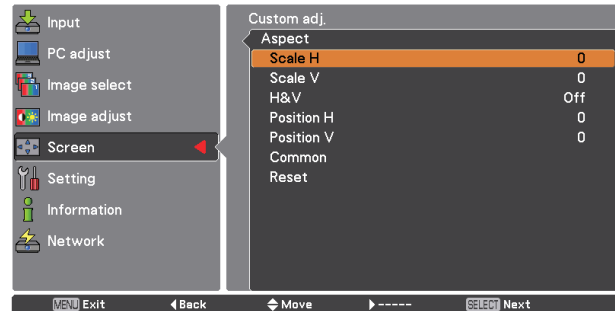 Input
PC adjust
Image select
Image adjust
Screen
Setting
Information
Network
Custom adj.
Aspect
Scale H 0
Scale V 0
H&V Off
Position H 0
Position V 0
Common
Reset
MENU Exit ◀Back Move ▶----- SELECT Next